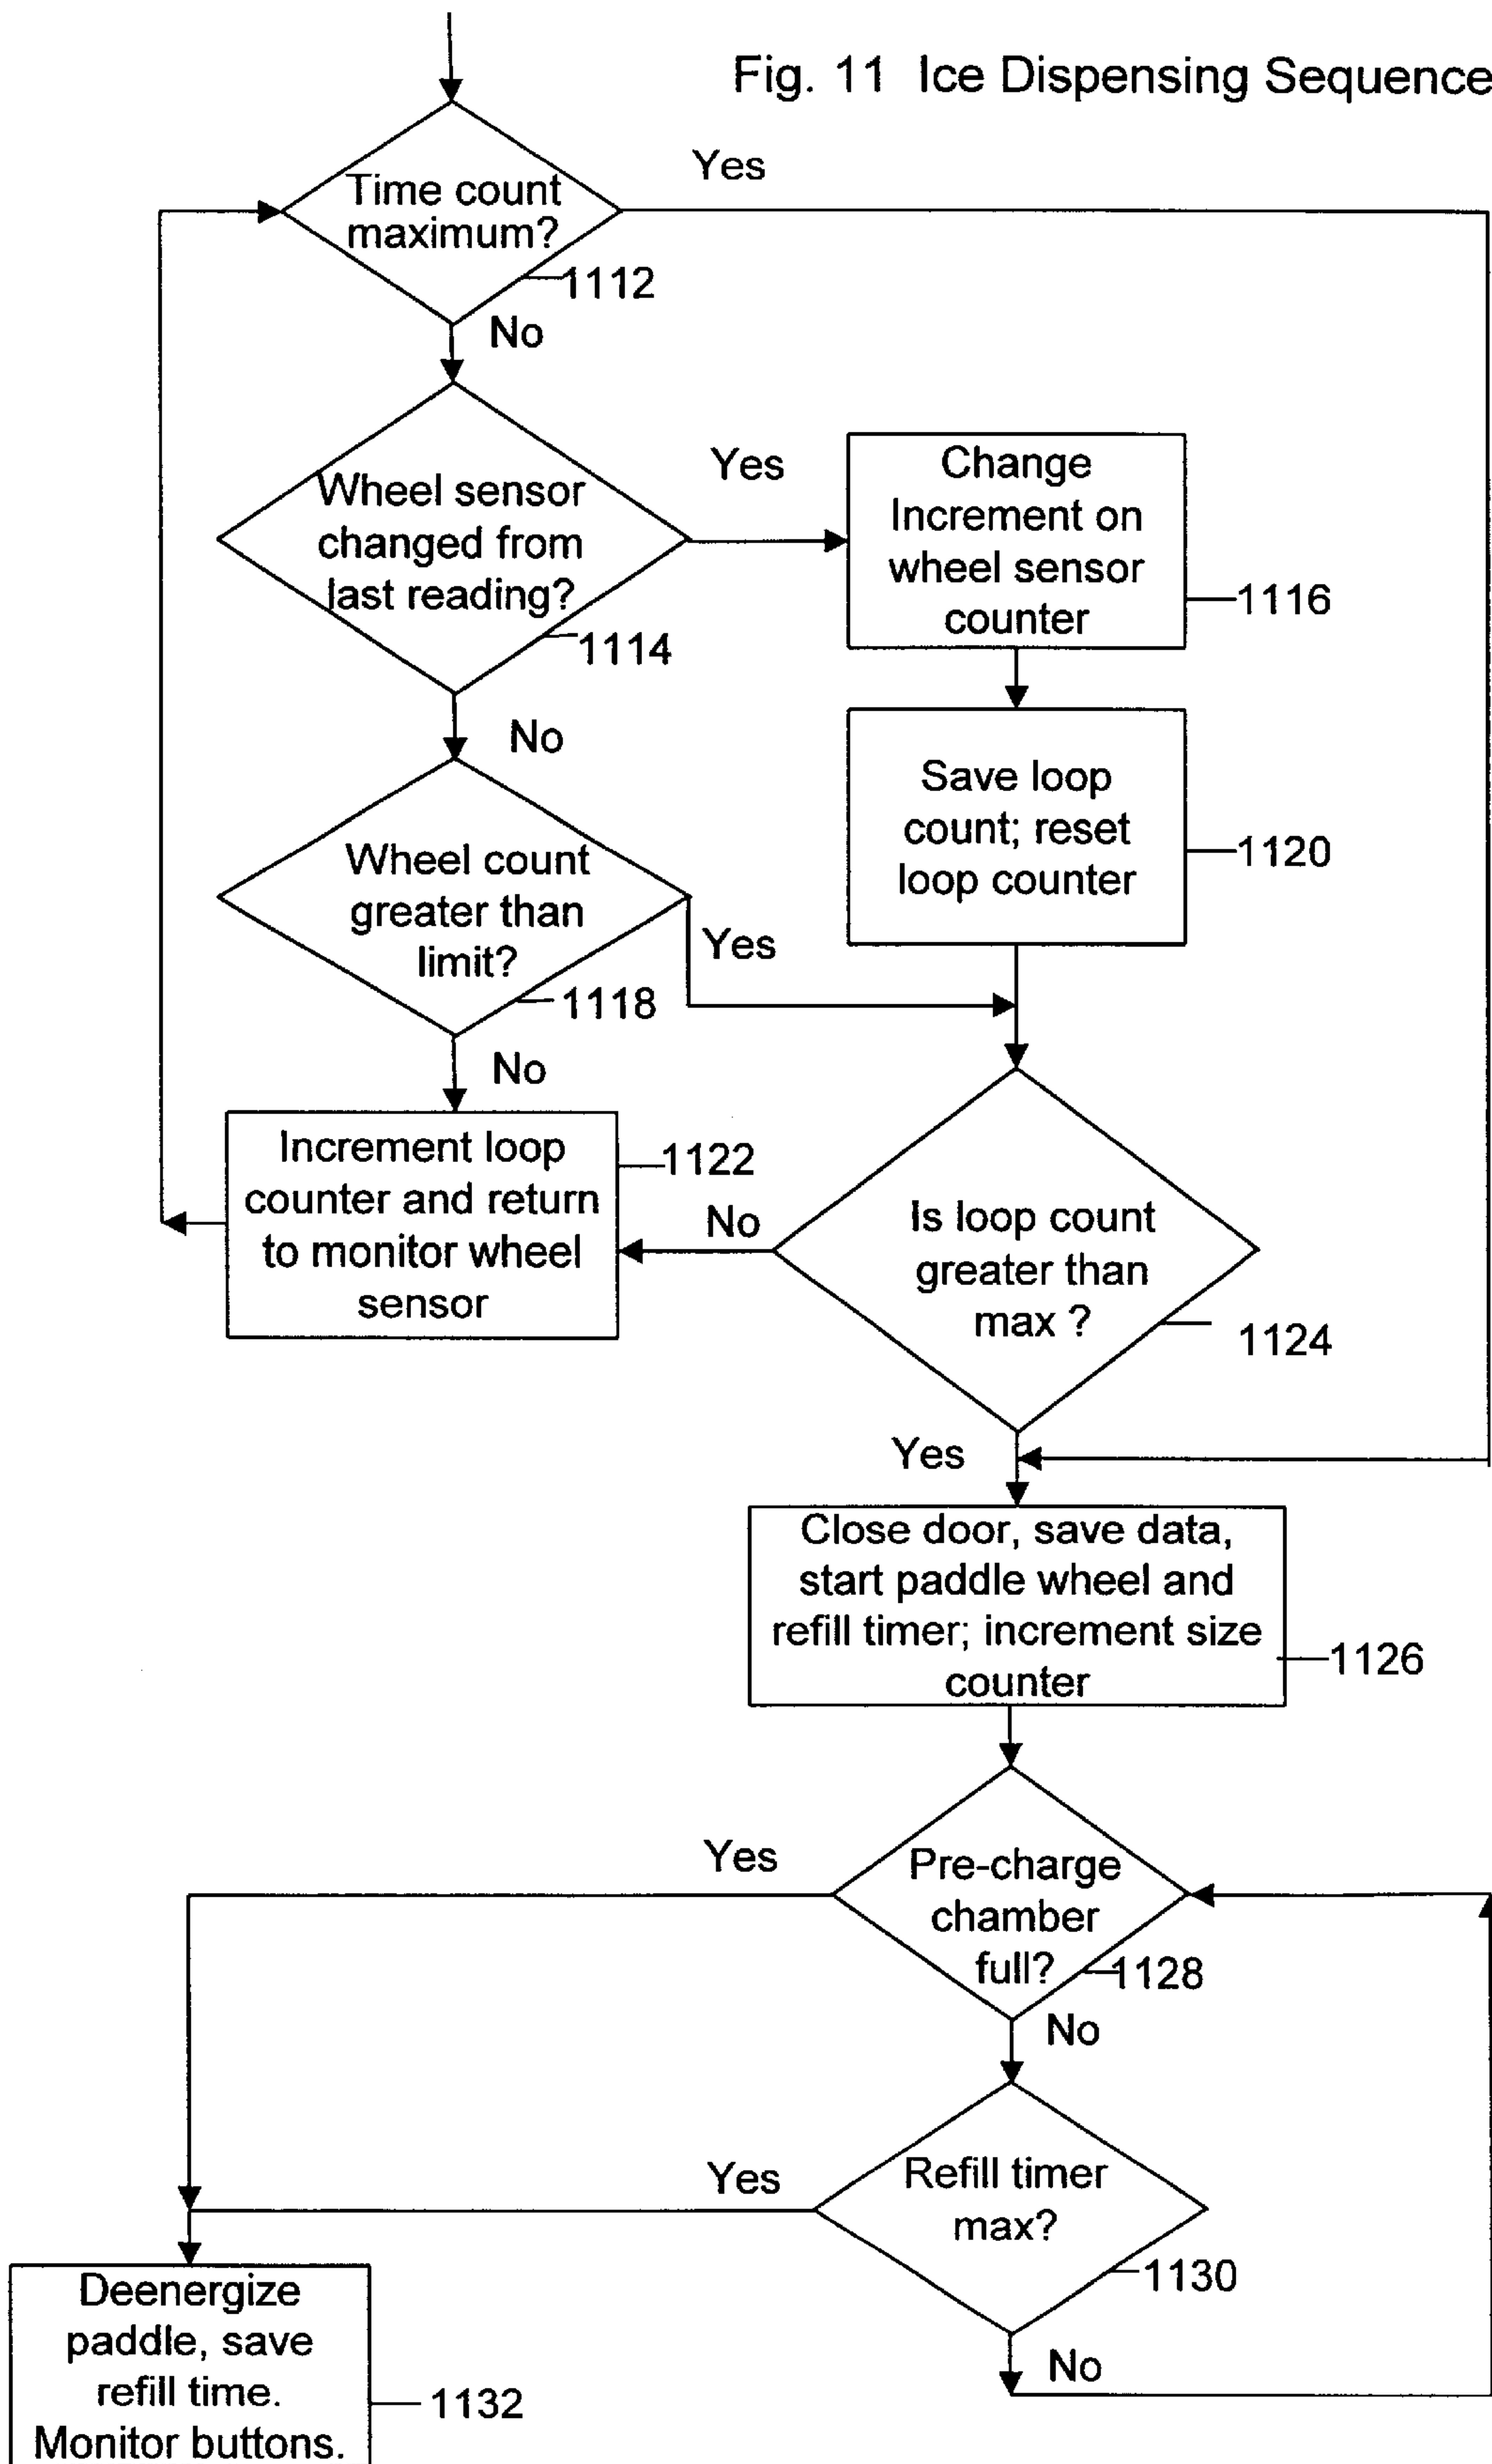 Fig. 11 Ice Dispensing Sequence
Yes
Time count
maximum?
1112
No
Wheel sensor
changed from
last reading?
1114
Yes
Change
Increment on
wheel sensor
counter
1116
No
Save loop
count; reset
loop counter
1120
Wheel count
greater than
limit?
1118
Yes
No
Increment loop
counter and return
to monitor wheel
sensor
1122
No
Is loop count
greater than
max ?
1124
Yes
Close door, save data,
start paddle wheel and
refill timer; increment size
counter
1126
Yes
Pre-charge
chamber
full?
1128
No
Yes
Refill timer
max?
1130
No
Deenergize
paddle, save
refill time.
Monitor buttons.
1132